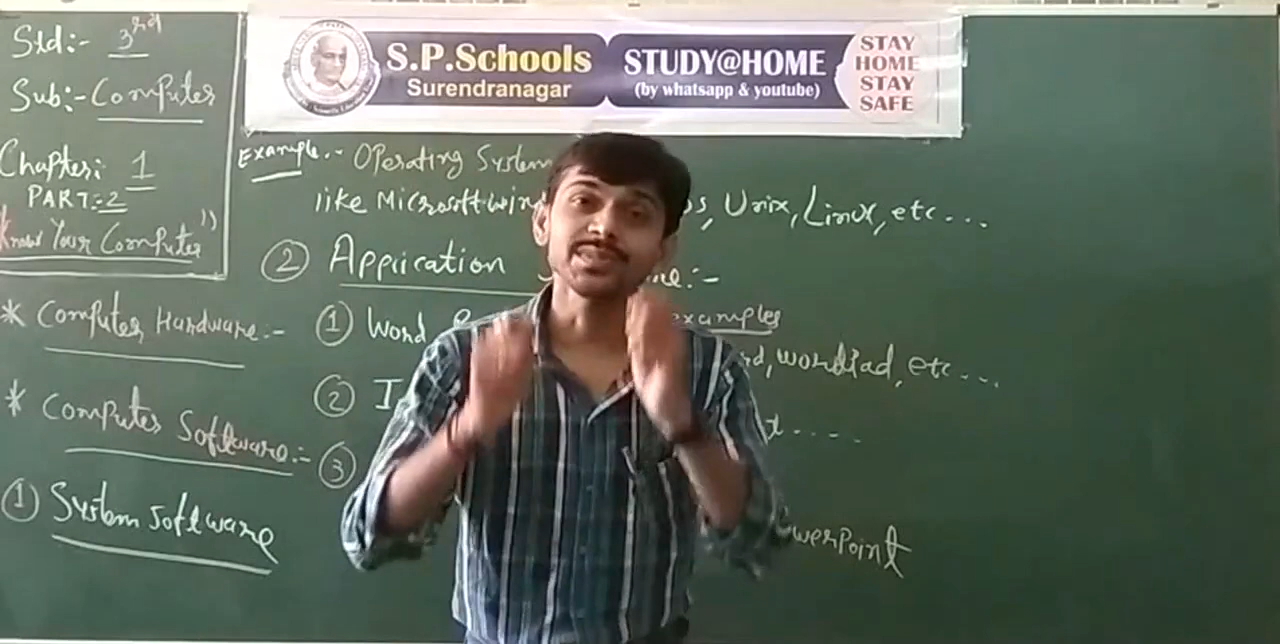 Std:- 3rd
Sub:- Computer
Chapter: 1
PART:- 2
Know Your Computer"
* Computer Hardware:-
* Computer Software:-
① System Software
S.P.Schools
Surendranagar
STUDY@HOME
(by whatsapp & youtube)
STAY
HOME
STAY
SAFE
Example:- Operating System
like Microsoft Unix, Linux, etc...
② Application :-
① Word examples
wordPad, etc....
②
③
PowerPoint